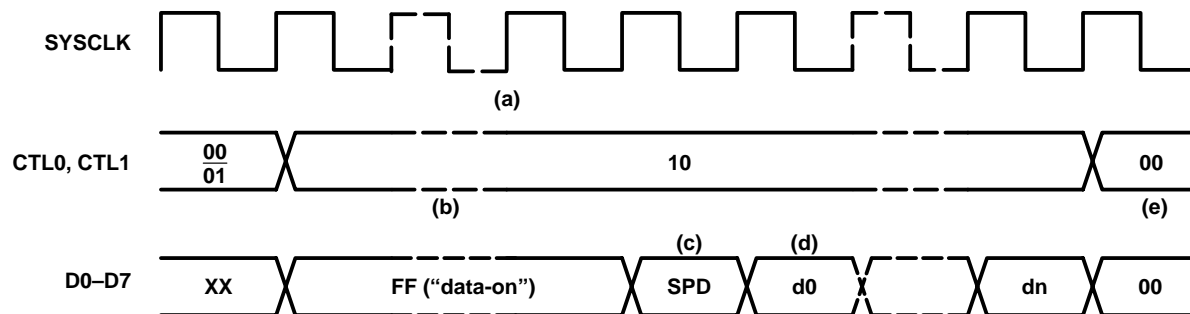 SYSCLK
(a)
CTL0, CTL1
00
01
10
00
(b)
(e)
(c)
(d)
D0–D7
XX
FF (“data-on”)
SPD
d0
dn
00